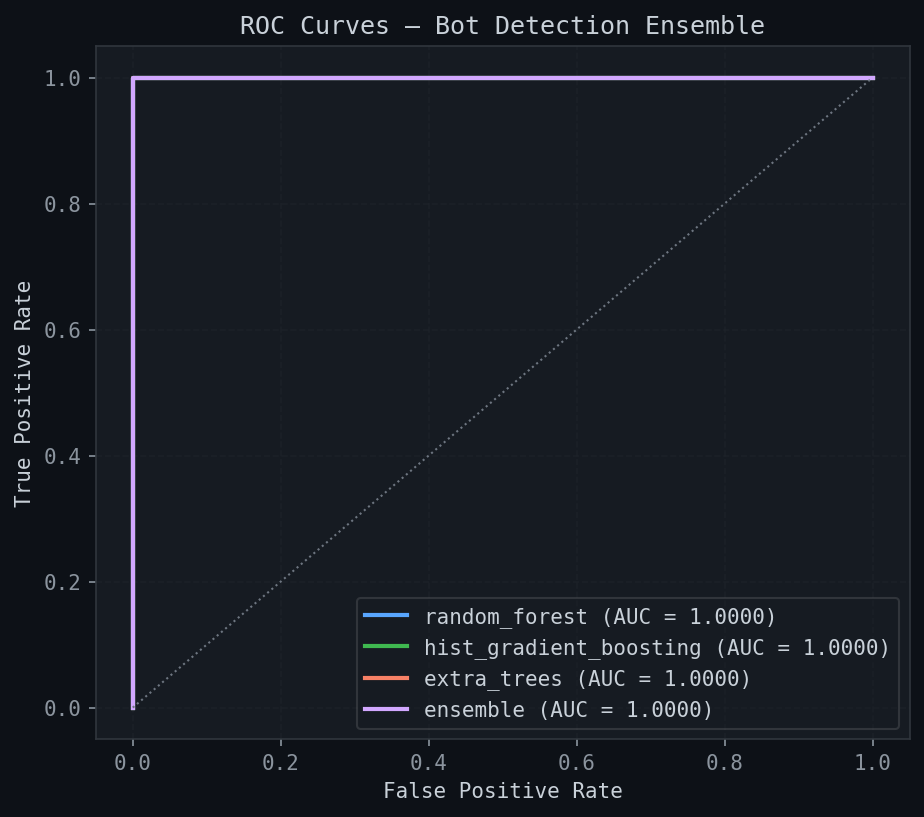 ROC Curves — Bot Detection Ensemble
True Positive Rate
1.0
0.8
0.6
0.4
0.2
0.0
random_forest (AUC = 1.0000)
hist_gradient_boosting (AUC = 1.0000)
extra_trees (AUC = 1.0000)
ensemble (AUC = 1.0000)
0.0 0.2 0.4 0.6 0.8 1.0
False Positive Rate